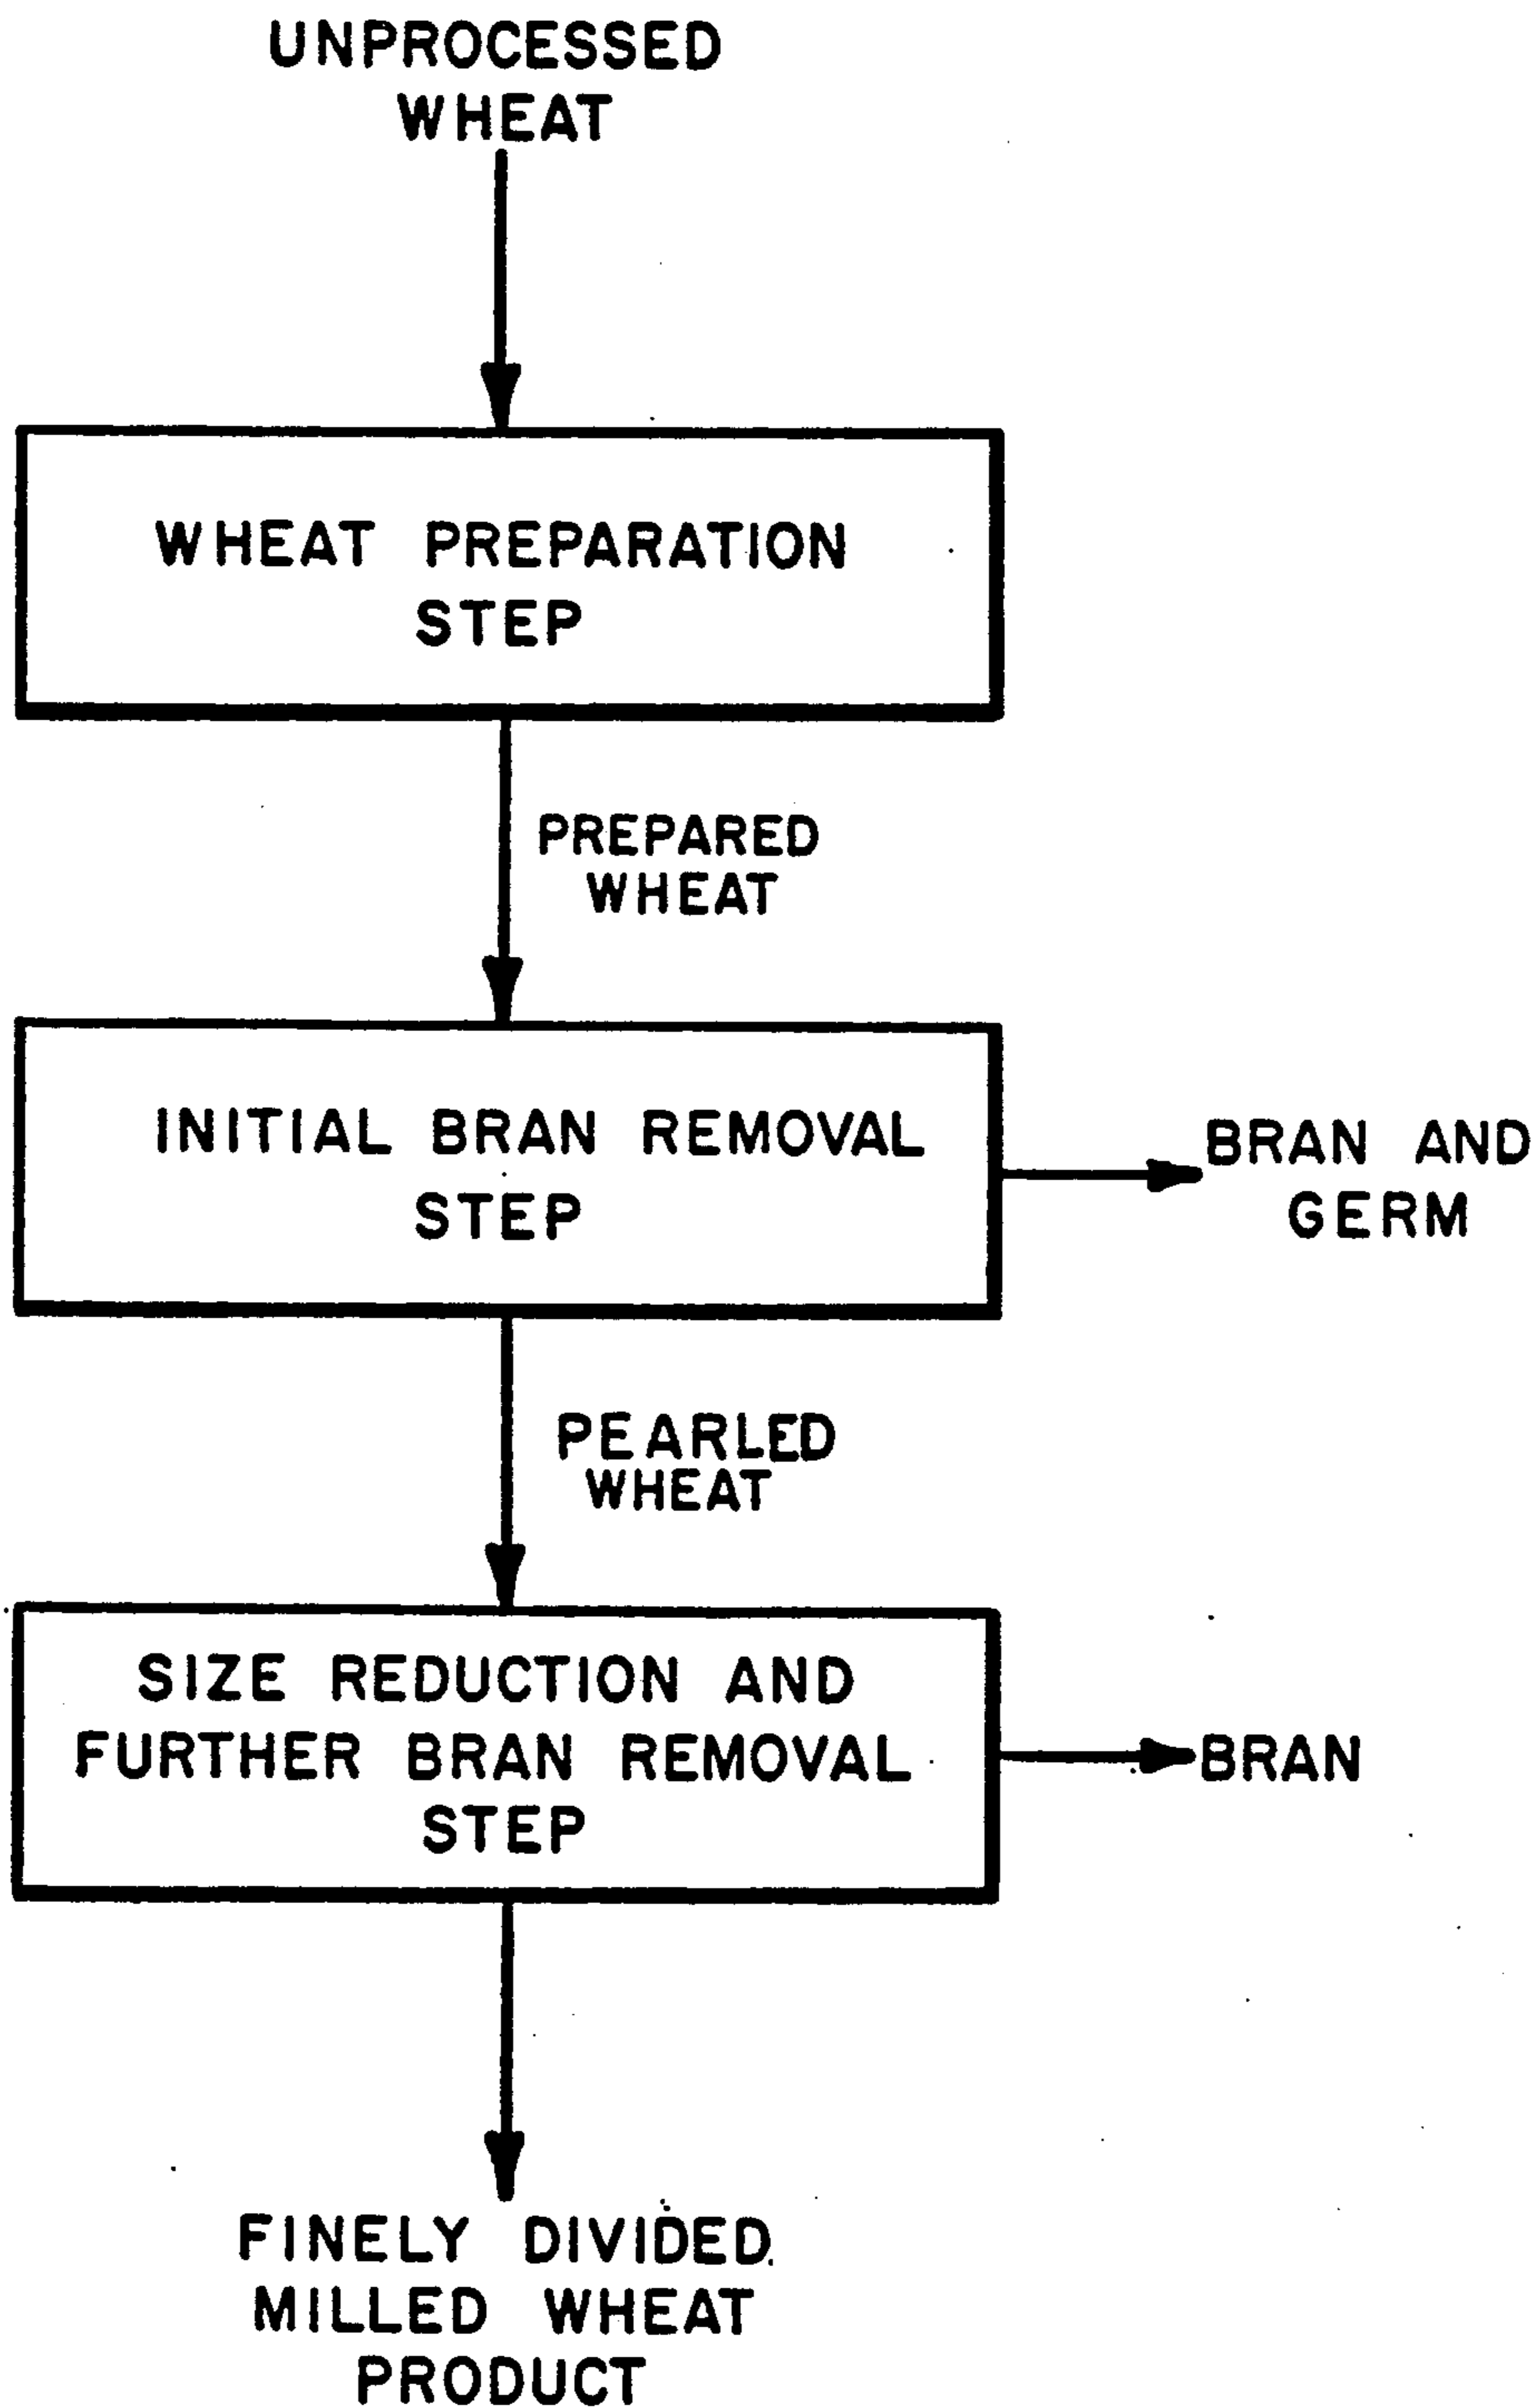 UNPROCESSED
WHEAT
WHEAT PREPARATION
STEP
PREPARED
WHEAT
INITIAL BRAN REMOVAL
STEP
BRAN AND
GERM
PEARLED
WHEAT
SIZE REDUCTION AND
FURTHER BRAN REMOVAL
STEP
BRAN
FINELY DIVIDED
MILLED WHEAT
PRODUCT